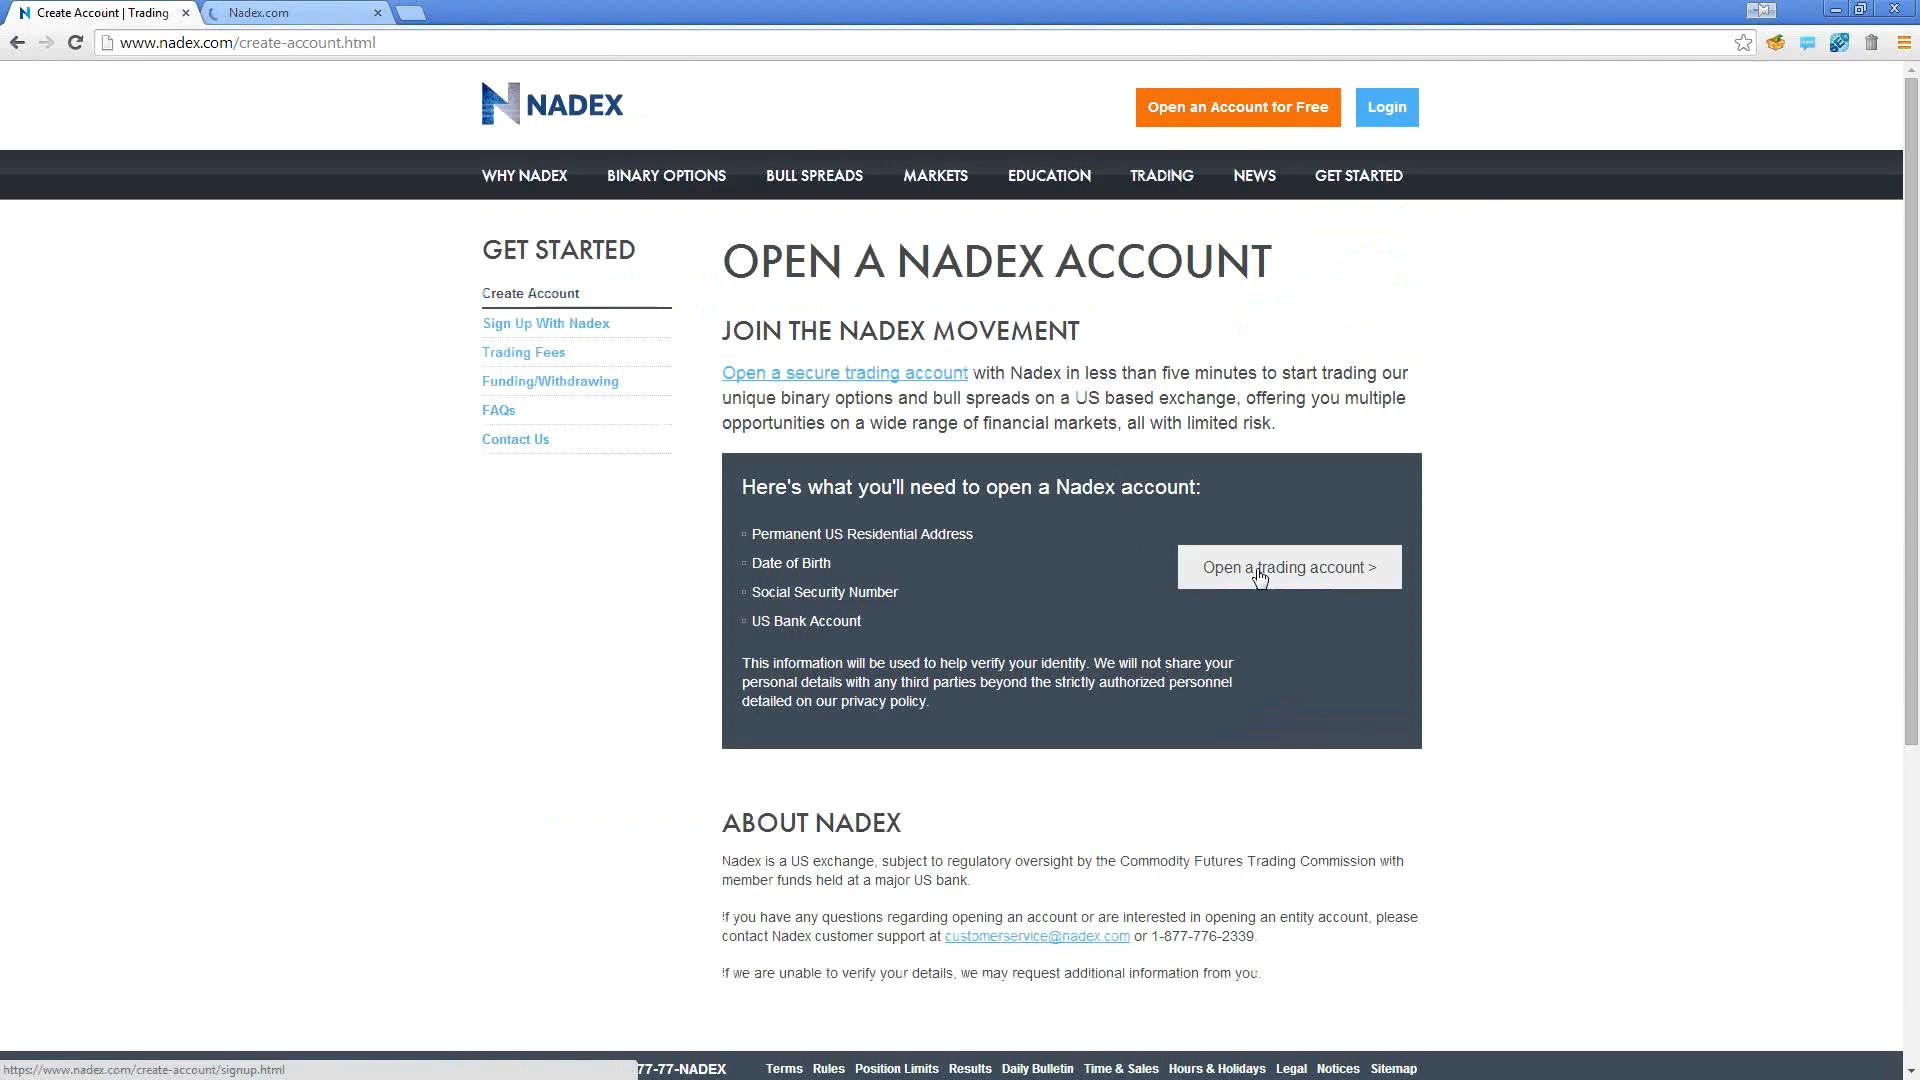 Create Account | Trading
Nadex.com
www.nadex.com/create-account.html
NADEX
Open an Account for Free
Login
WHY NADEX BINARY OPTIONS BULL SPREADS MARKETS EDUCATION TRADING NEWS GET STARTED
GET STARTED
Create Account
Sign Up With Nadex
Trading Fees
Funding/Withdrawing
FAQs
Contact Us
OPEN A NADEX ACCOUNT
JOIN THE NADEX MOVEMENT
Open a secure trading account with Nadex in less than five minutes to start trading our
unique binary options and bull spreads on a US based exchange, offering you multiple
opportunities on a wide range of financial markets, all with limited risk.
Here's what you'll need to open a Nadex account:
Permanent US Residential Address
Date of Birth
Social Security Number
US Bank Account
Open a trading account >
This information will be used to help verify your identity. We will not share your
personal details with any third parties beyond the strictly authorized personnel
detailed on our privacy policy.
ABOUT NADEX
Nadex is a US exchange, subject to regulatory oversight by the Commodity Futures Trading Commission with
member funds held at a major US bank.
If you have any questions regarding opening an account or are interested in opening an entity account, please
contact Nadex customer support at customerservice@nadex.com or 1-877-776-2339.
If we are unable to verify your details, we may request additional information from you.
https://www.nadex.com/create-account/signup.html
77-77-NADEX Terms Rules Position Limits Results Daily Bulletin Time & Sales Hours & Holidays Legal Notices Sitemap